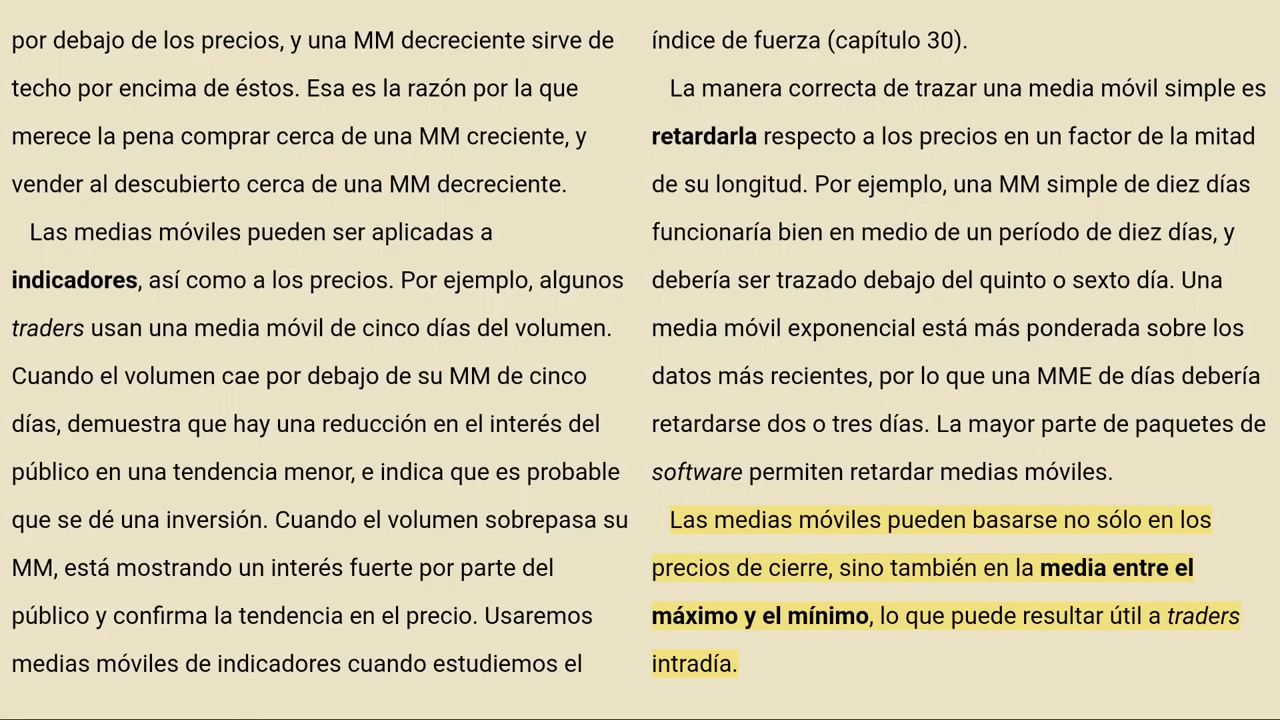 por debajo de los precios, y una MM decreciente sirve de
techo por encima de éstos. Esa es la razón por la que
merece la pena comprar cerca de una MM creciente, y
vender al descubierto cerca de una MM decreciente.
Las medias móviles pueden ser aplicadas a
indicadores, así como a los precios. Por ejemplo, algunos
traders usan una media móvil de cinco días del volumen.
Cuando el volumen cae por debajo de su MM de cinco
días, demuestra que hay una reducción en el interés del
público en una tendencia menor, e indica que es probable
que se dé una inversión. Cuando el volumen sobrepasa su
MM, está mostrando un interés fuerte por parte del
público y confirma la tendencia en el precio. Usaremos
medias móviles de indicadores cuando estudiemos el
índice de fuerza (capítulo 30).
La manera correcta de trazar una media móvil simple es
retardarla respecto a los precios en un factor de la mitad
de su longitud. Por ejemplo, una MM simple de diez días
funcionaría bien en medio de un período de diez días, y
debería ser trazado debajo del quinto o sexto día. Una
media móvil exponencial está más ponderada sobre los
datos más recientes, por lo que una MME de días debería
retardarse dos o tres días. La mayor parte de paquetes de
software permiten retardar medias móviles.
Las medias móviles pueden basarse no sólo en los
precios de cierre, sino también en la media entre el
máximo y el mínimo, lo que puede resultar útil a traders
intradía.